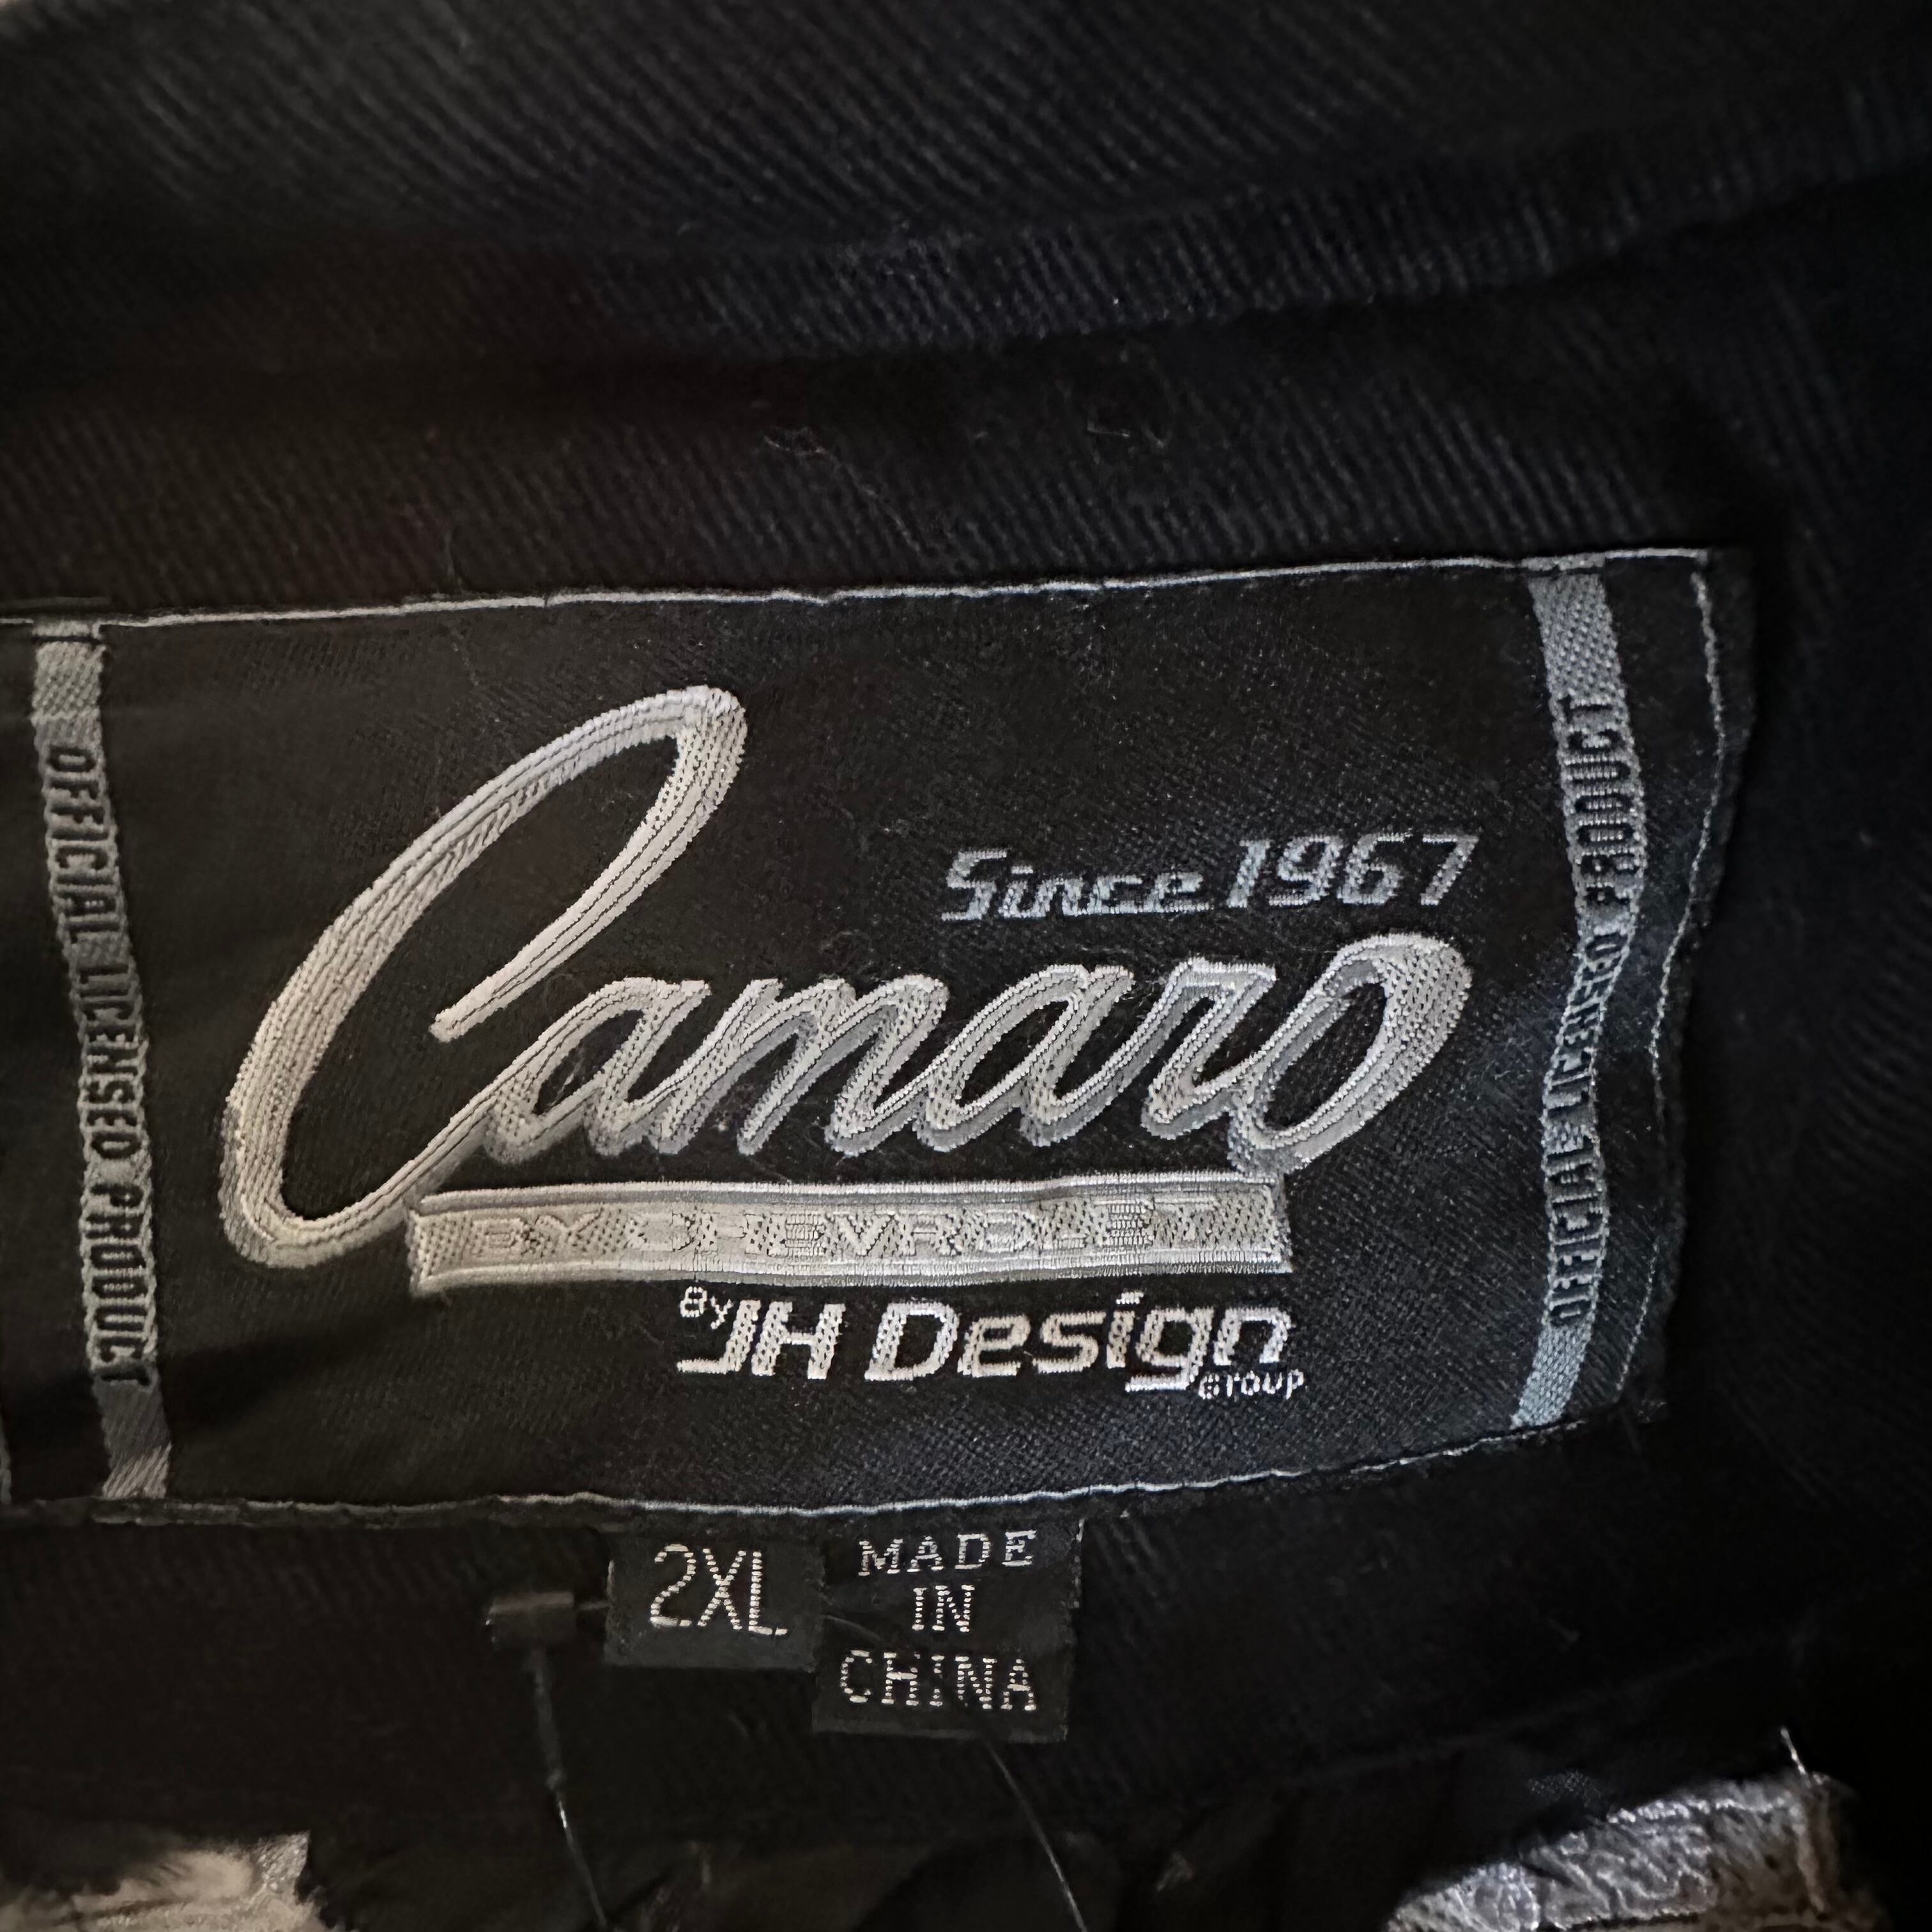 OFFICIAL LICENSED PRODUCT
Since 1967
Camaro
BY CHEVROLET
By JH Design
Group
OFFICIAL LICENSED PRODUCT
2XL
MADE
IN
CHINA